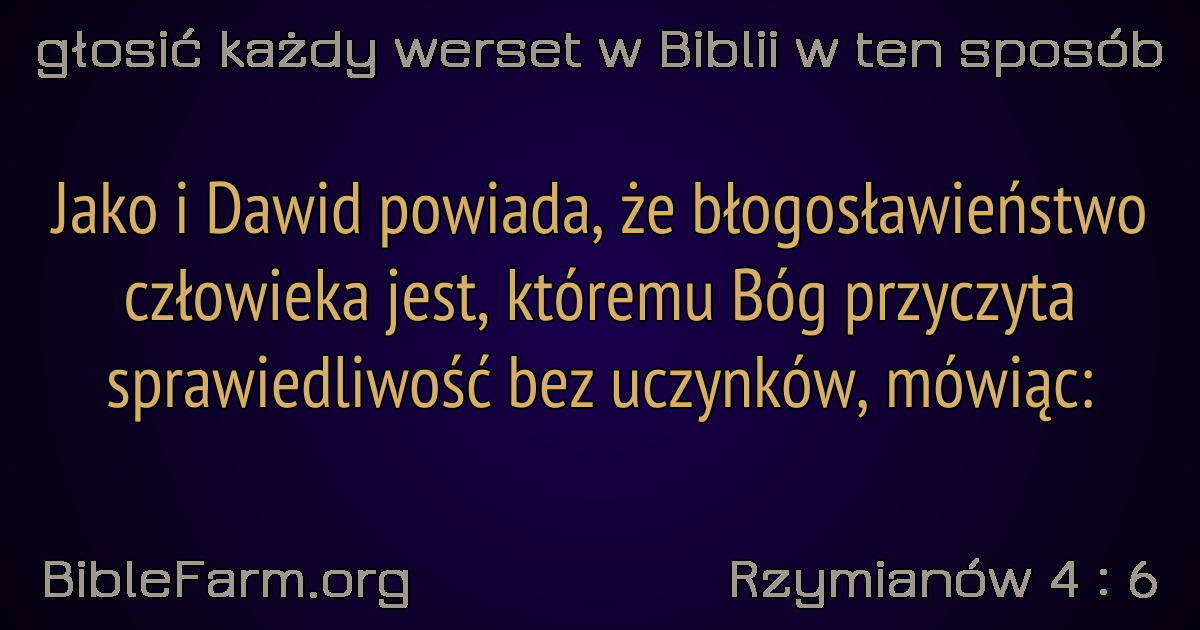 głosić każdy werset w Biblii w ten sposób
Jako i Dawid powiada, że błogosławieństwo
człowieka jest, któremu Bóg przyczyta
sprawiedliwość bez uczynków, mówiąc:
BibleFarm.org
Rzymianów 4 : 6